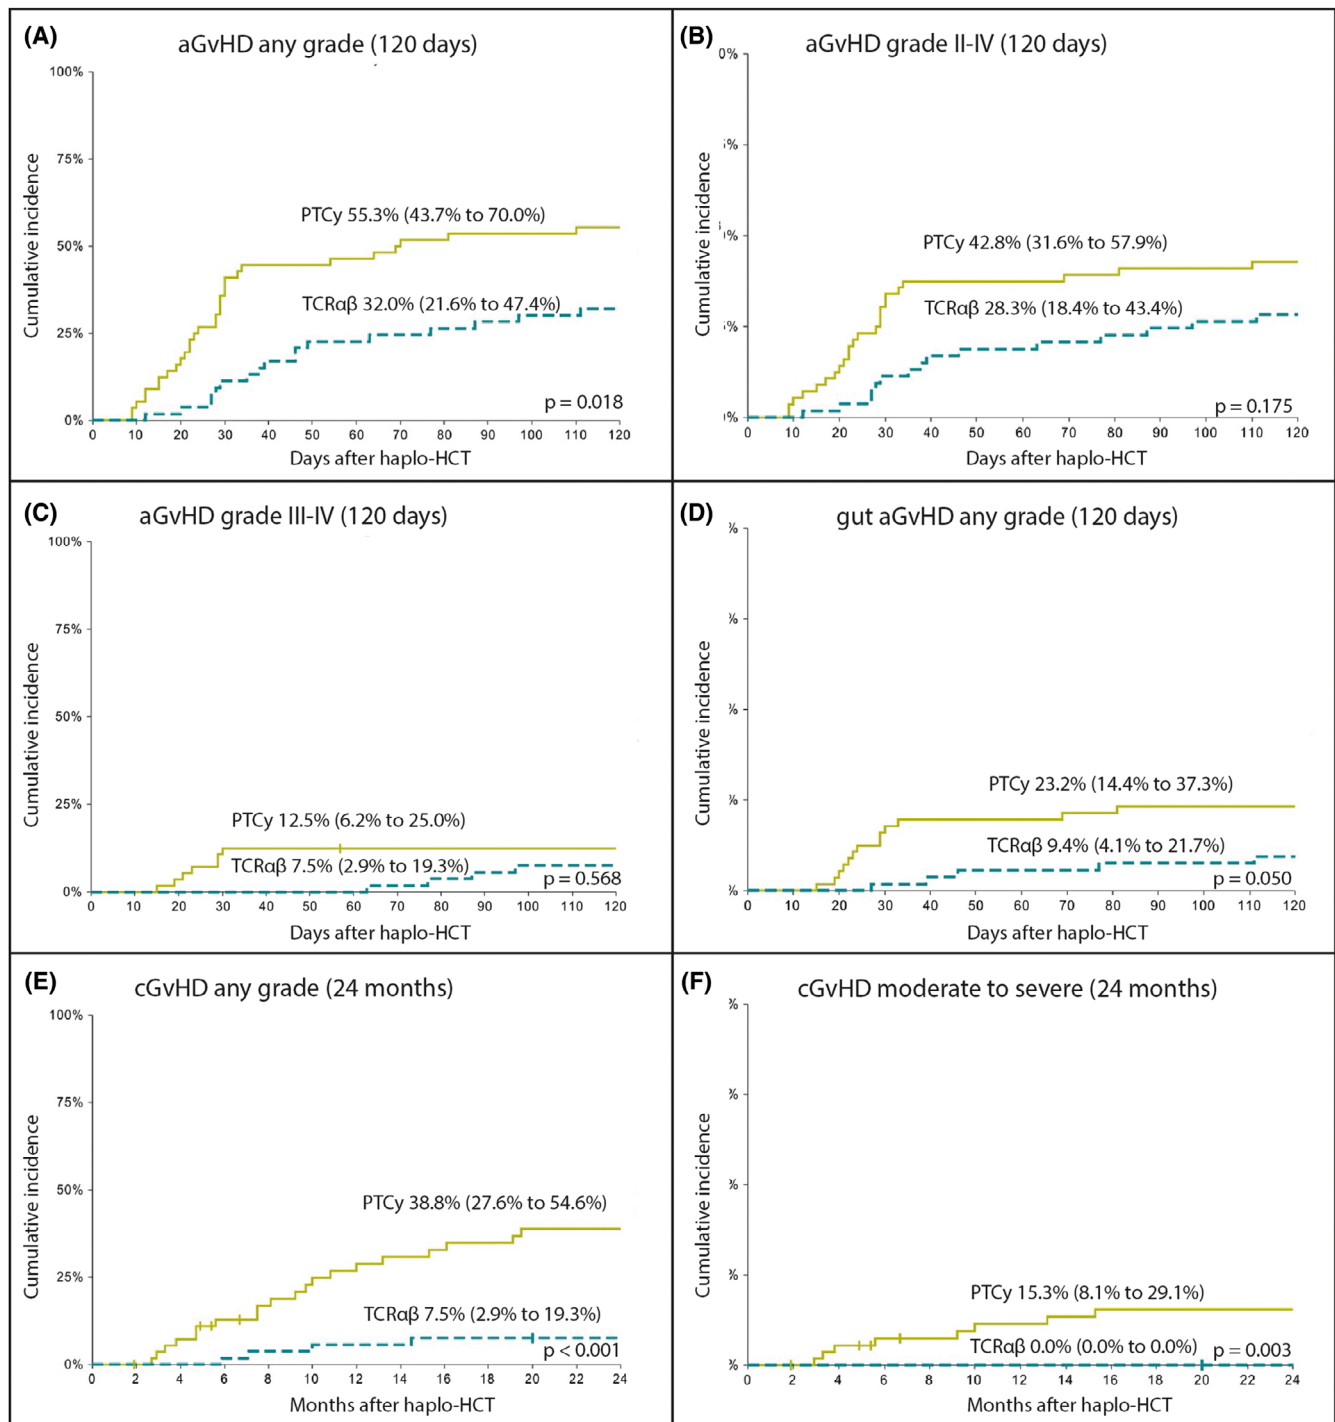 (A)
aGvHD any grade (120 days)
100%
75%
50%
25%
0%
Cumulative incidence
PTCy 55.3% (43.7% to 70.0%)
TCRαβ 32.0% (21.6% to 47.4%)
p = 0.018
0 10 20 30 40 50 60 70 80 90 100 110 120
Days after haplo-HCT
(B)
aGvHD grade II-IV (120 days)
0%
%
%
%
%
Cumulative incidence
PTCy 42.8% (31.6% to 57.9%)
TCRαβ 28.3% (18.4% to 43.4%)
p = 0.175
0 10 20 30 40 50 60 70 80 90 100 110 120
Days after haplo-HCT
(C)
aGvHD grade III-IV (120 days)
100%
75%
50%
25%
0%
Cumulative incidence
PTCy 12.5% (6.2% to 25.0%)
TCRαβ 7.5% (2.9% to 19.3%)
p = 0.568
0 10 20 30 40 50 60 70 80 90 100 110 120
Days after haplo-HCT
(D)
gut aGvHD any grade (120 days)
%
%
%
%
%
Cumulative incidence
PTCy 23.2% (14.4% to 37.3%)
TCRαβ 9.4% (4.1% to 21.7%)
p = 0.050
0 10 20 30 40 50 60 70 80 90 100 110 120
Days after haplo-HCT
(E)
cGvHD any grade (24 months)
100%
75%
50%
25%
0%
Cumulative incidence
PTCy 38.8% (27.6% to 54.6%)
TCRαβ 7.5% (2.9% to 19.3%)
p < 0.001
0 2 4 6 8 10 12 14 16 18 20 22 24
Months after haplo-HCT
(F)
cGvHD moderate to severe (24 months)
%
%
%
%
%
Cumulative incidence
PTCy 15.3% (8.1% to 29.1%)
TCRαβ 0.0% (0.0% to 0.0%)
p = 0.003
0 2 4 6 8 10 12 14 16 18 20 22 24
Months after haplo-HCT